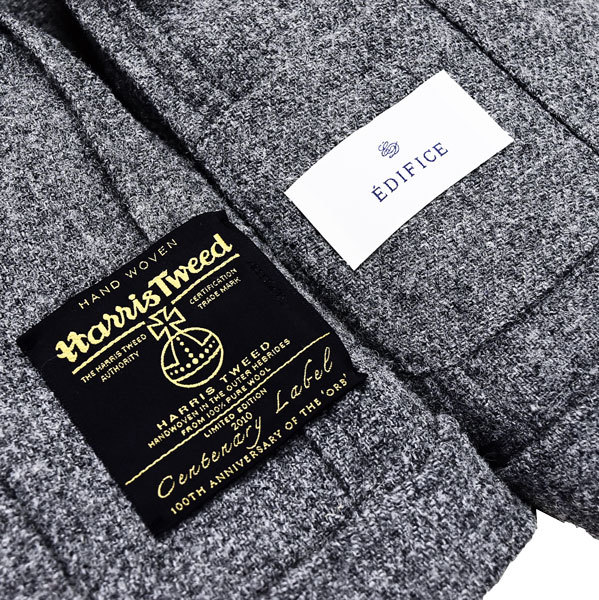 HAND WOVEN
Harris Tweed
THE HARRIS TWEED AUTHORITY
CERTIFICATION TRADE MARK
HARRIS TWEED
HANDWOVEN IN THE OUTER HEBRIDES
FROM 100% PURE WOOL
LIMITED EDITION
2010
Centenary Label
100TH ANNIVERSARY OF THE 'ORB'
ÉDIFICE